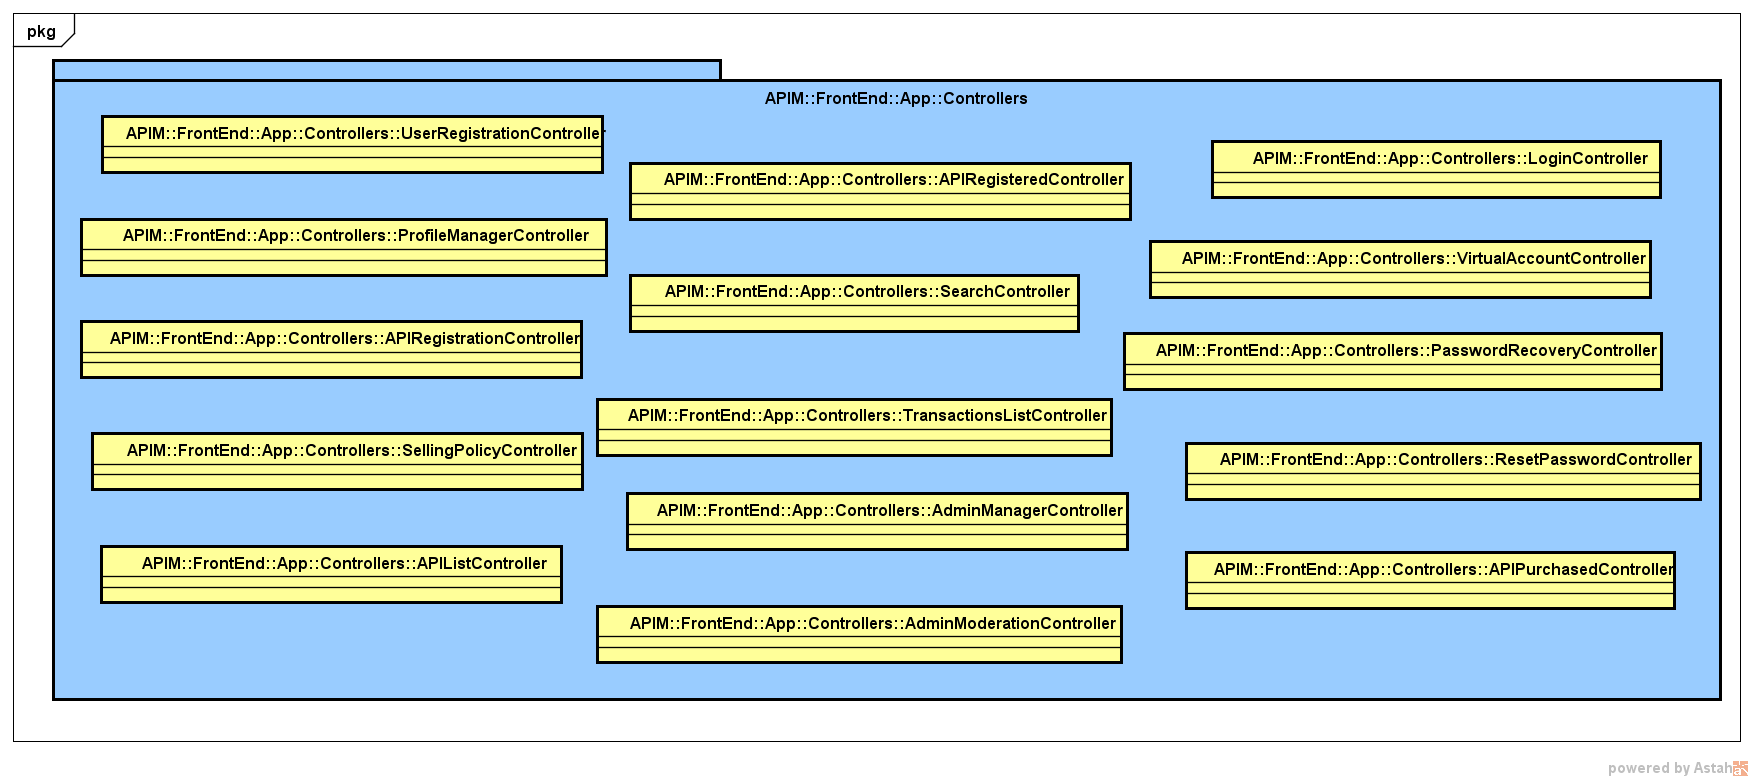 pkg
APIM::FrontEnd::App::Controllers
APIM::FrontEnd::App::Controllers::UserRegistrationController
APIM::FrontEnd::App::Controllers::ProfileManagerController
APIM::FrontEnd::App::Controllers::APIRegistrationController
APIM::FrontEnd::App::Controllers::SellingPolicyController
APIM::FrontEnd::App::Controllers::APIListController
APIM::FrontEnd::App::Controllers::APIRegisteredController
APIM::FrontEnd::App::Controllers::SearchController
APIM::FrontEnd::App::Controllers::TransactionsListController
APIM::FrontEnd::App::Controllers::AdminManagerController
APIM::FrontEnd::App::Controllers::AdminModerationController
APIM::FrontEnd::App::Controllers::LoginController
APIM::FrontEnd::App::Controllers::VirtualAccountController
APIM::FrontEnd::App::Controllers::PasswordRecoveryController
APIM::FrontEnd::App::Controllers::ResetPasswordController
APIM::FrontEnd::App::Controllers::APIPurchasedController
powered by Astah